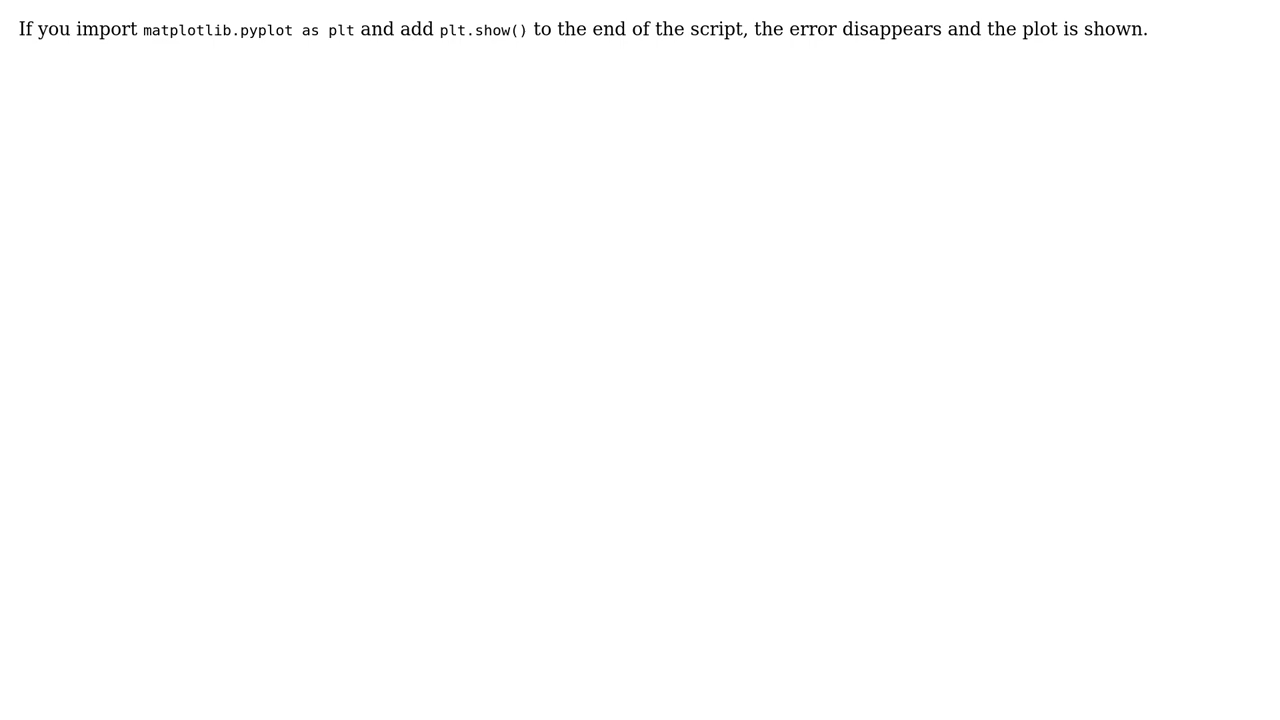 If you import matplotlib.pyplot as plt and add plt.show() to the end of the script, the error disappears and the plot is shown.